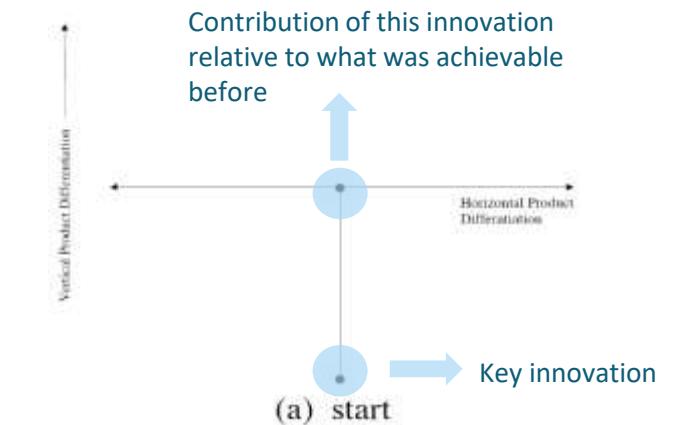 Contribution of this innovation
relative to what was achievable
before
Vertical Product Differentiation
Horizontal Product
Differatiation
Key innovation
(a) start